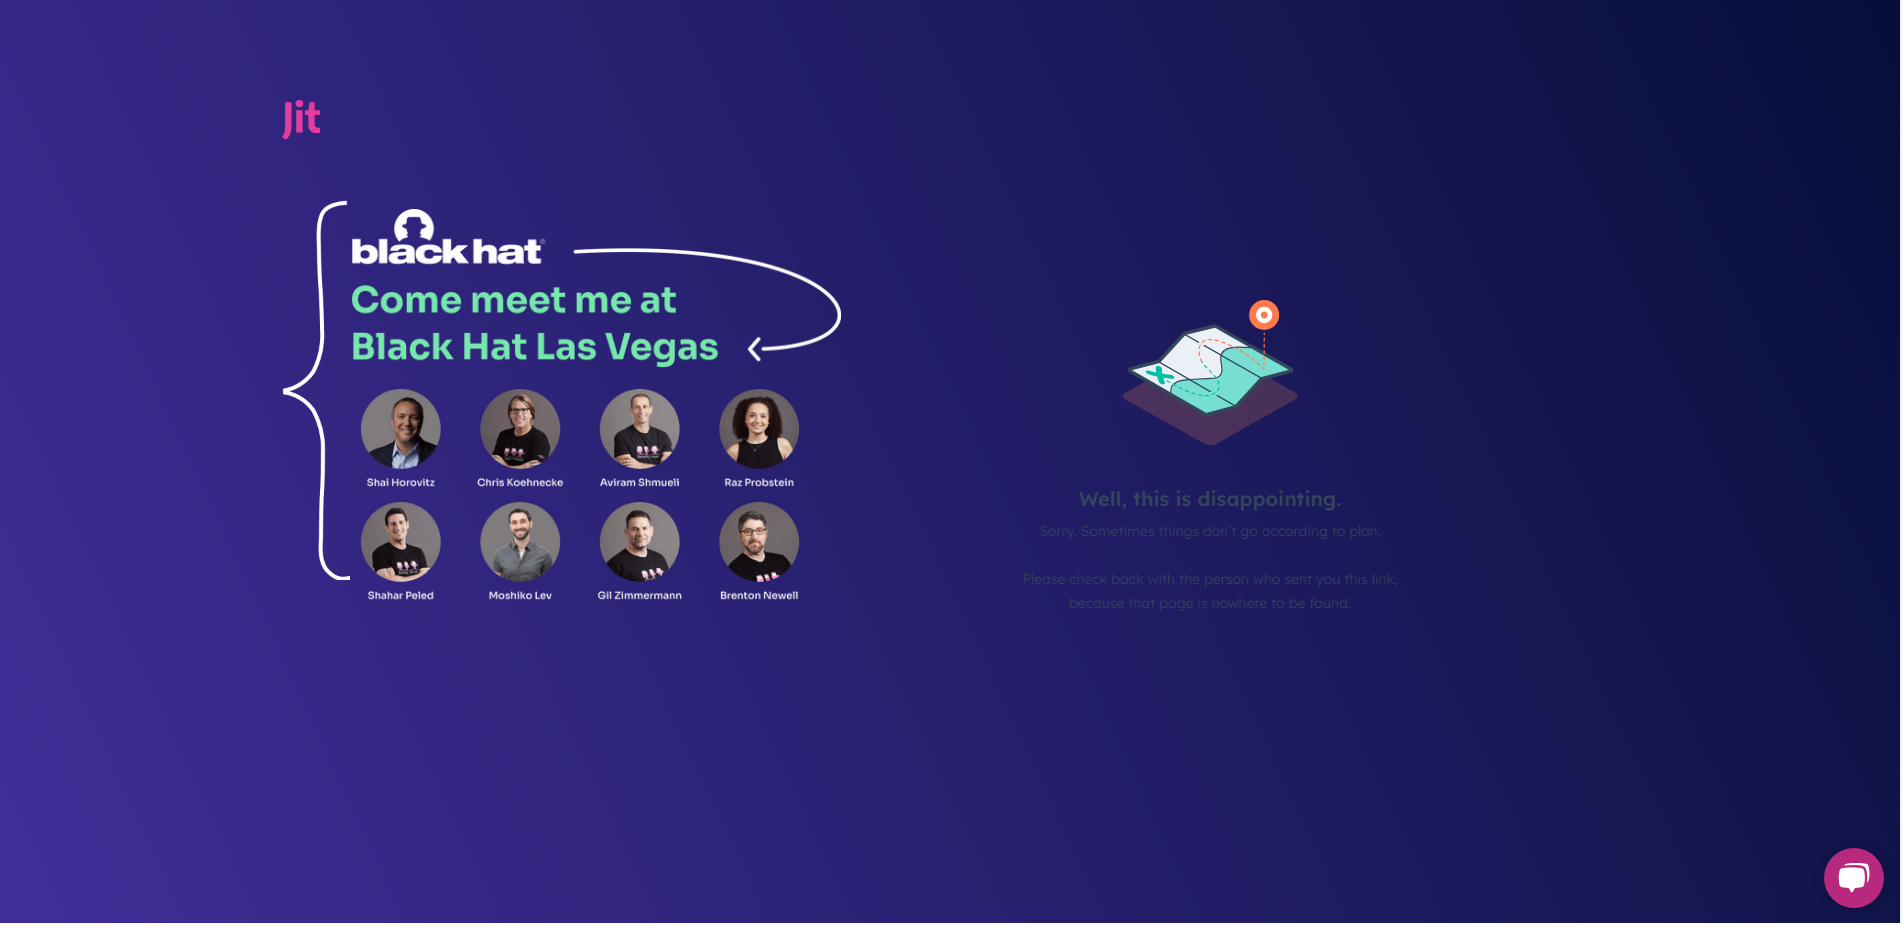 Jit
black hat®
Come meet me at
Black Hat Las Vegas
Shai Horovitz
Chris Koehnecke
Aviram Shmueli
Raz Probstein
Shahar Peled
Moshiko Lev
Gil Zimmermann
Brenton Newell
Well, this is disappointing.
Sorry. Sometimes things don't go according to plan.
Please check back with the person who sent you this link,
because that page is nowhere to be found.